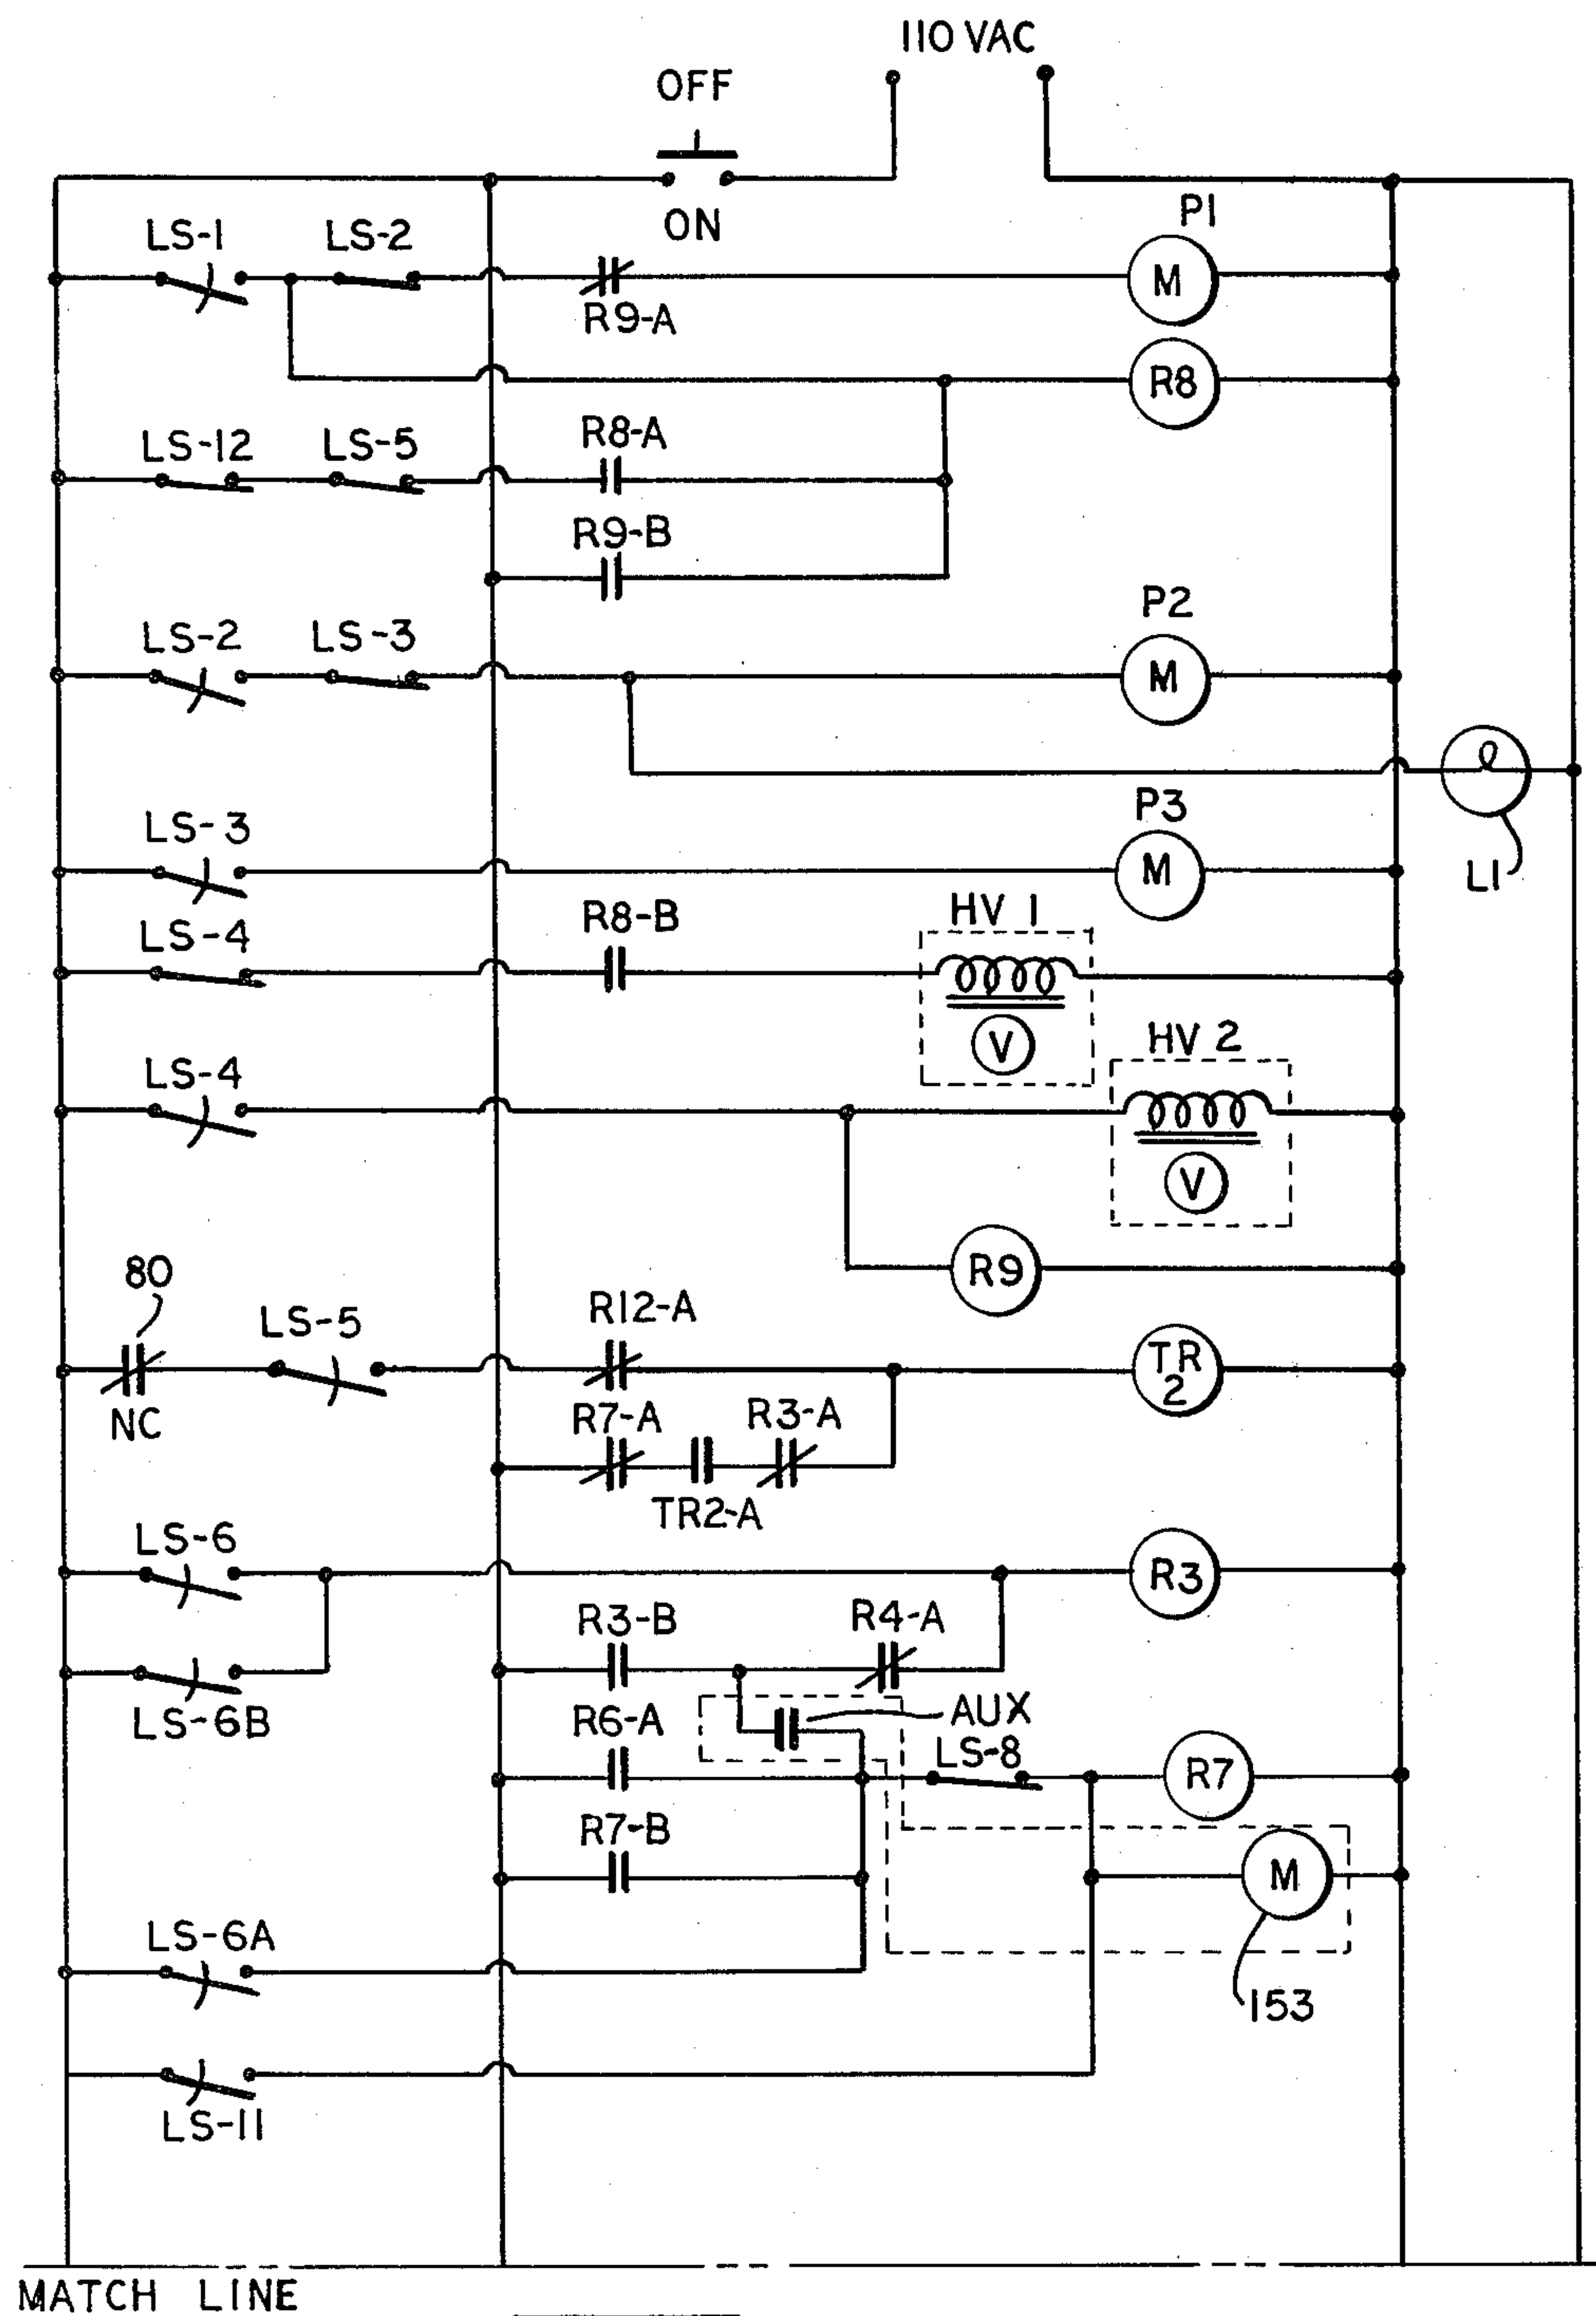 110 VAC
OFF
ON
P1
LS-1
LS-2
M
R9-A
R8
LS-12
LS-5
R8-A
R9-B
P2
LS-2
LS-3
M
P3
LS-3
M
L1
HV 1
R8-B
LS-4
V
HV 2
LS-4
V
R9
80
LS-5
R12-A
TR
2
NC
R7-A
R3-A
TR2-A
LS-6
R3
R3-B
R4-A
LS-6B
R6-A
AUX
LS-8
R7
R7-B
M
LS-6A
153
LS-11
MATCH LINE